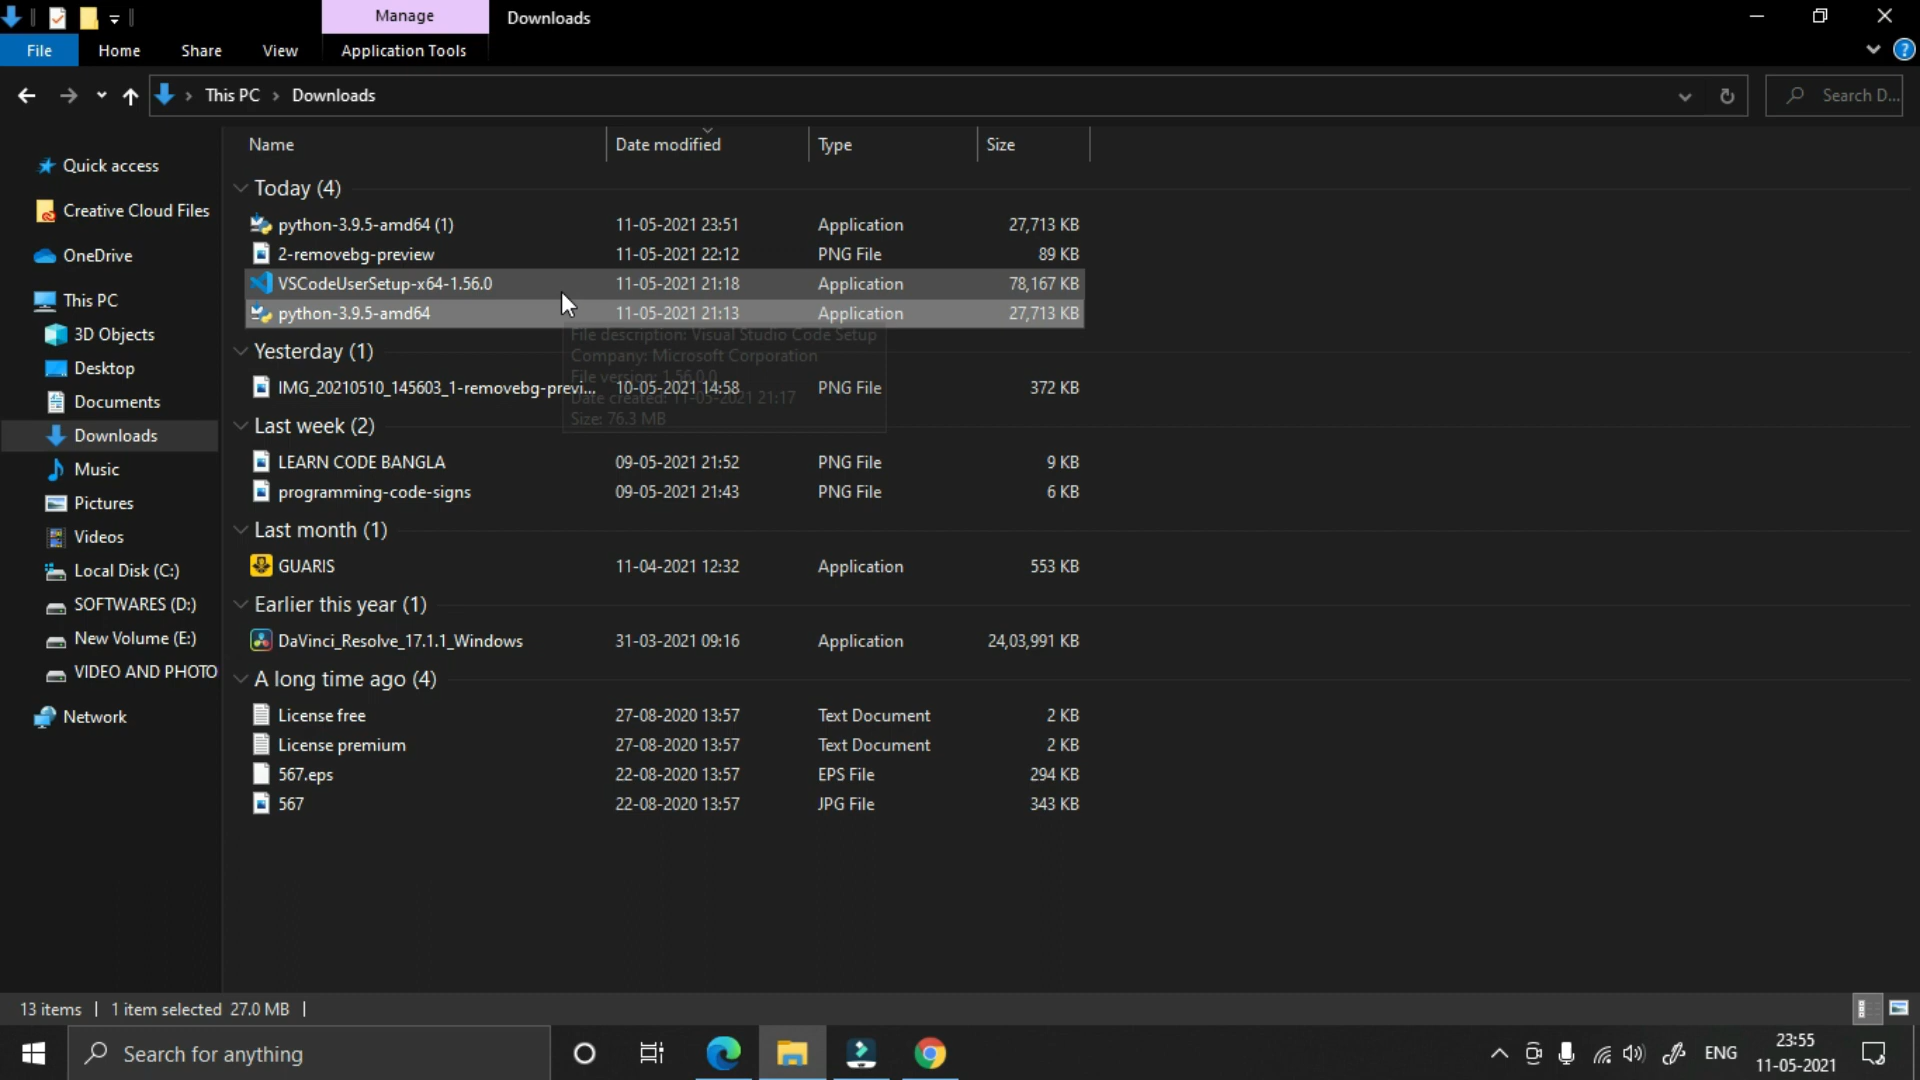 Manage
Downloads
File
Home
Share
View
Application Tools
This PC
Downloads
Search D...
Quick access
Creative Cloud Files
OneDrive
This PC
3D Objects
Desktop
Documents
Downloads
Music
Pictures
Videos
Local Disk (C:)
SOFTWARES (D:)
New Volume (E:)
VIDEO AND PHOTO
Network
Name Date modified Type Size
Today (4)
python-3.9.5-amd64 (1) 11-05-2021 23:51 Application 27,713 KB
2-removebg-preview 11-05-2021 22:12 PNG File 89 KB
VSCodeUserSetup-x64-1.56.0 11-05-2021 21:18 Application 78,167 KB
python-3.9.5-amd64 11-05-2021 21:13 Application 27,713 KB
File description: Visual Studio Code Setup
Company: Microsoft Corporation
File version: 1.56.0.0
Date created: 11-05-2021 21:17
Size: 76.3 MB
Yesterday (1)
IMG_20210510_145603_1-removebg-previ... 10-05-2021 14:58 PNG File 372 KB
Last week (2)
LEARN CODE BANGLA 09-05-2021 21:52 PNG File 9 KB
programming-code-signs 09-05-2021 21:43 PNG File 6 KB
Last month (1)
GUARIS 11-04-2021 12:32 Application 553 KB
Earlier this year (1)
DaVinci_Resolve_17.1.1_Windows 31-03-2021 09:16 Application 24,03,991 KB
A long time ago (4)
License free 27-08-2020 13:57 Text Document 2 KB
License premium 27-08-2020 13:57 Text Document 2 KB
567.eps 22-08-2020 13:57 EPS File 294 KB
567 22-08-2020 13:57 JPG File 343 KB
13 items 1 item selected 27.0 MB
Search for anything
ENG
23:55
11-05-2021